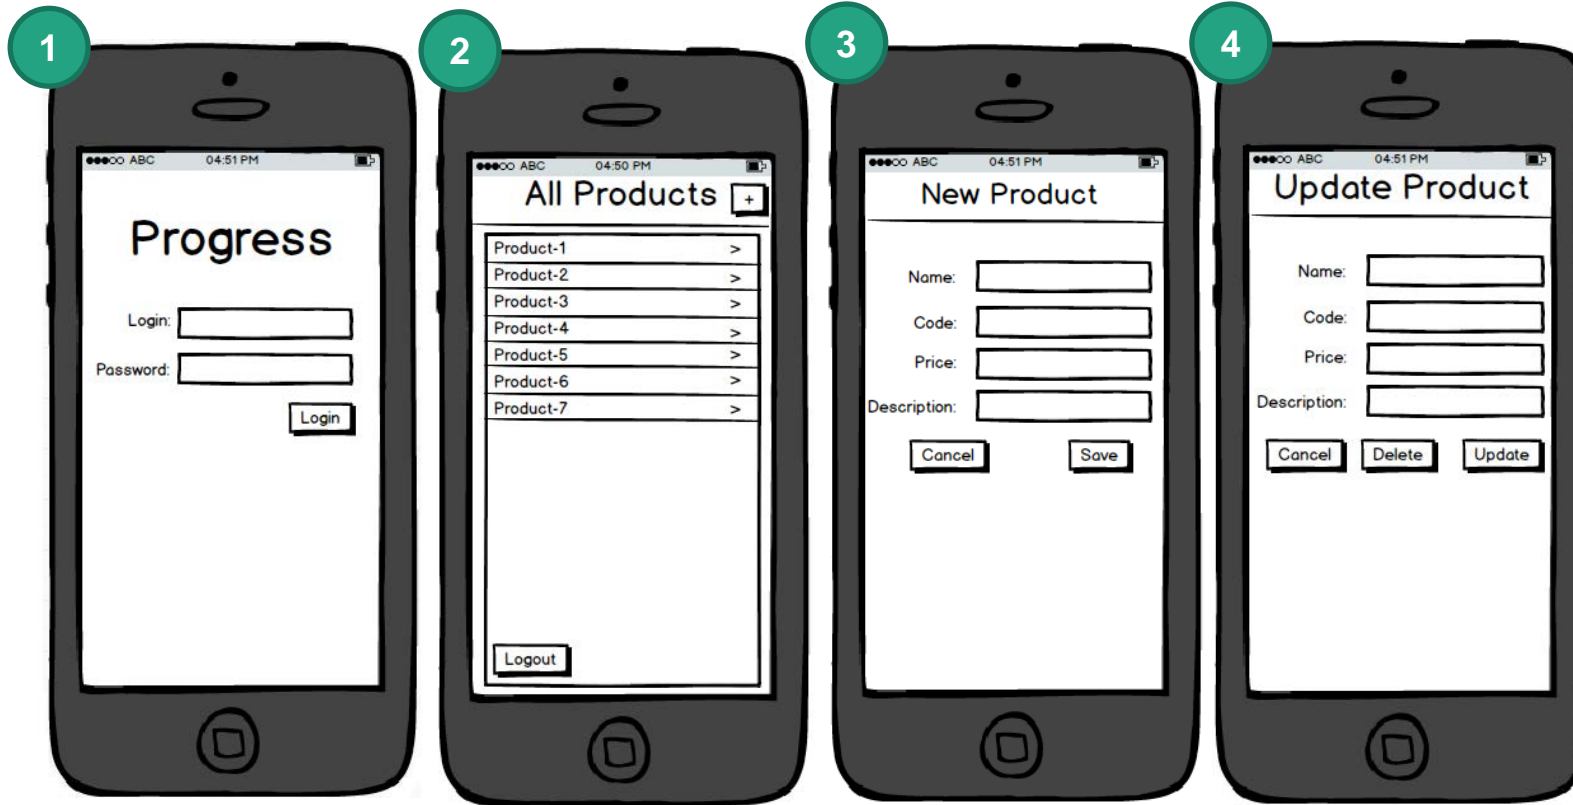 1
ABC 04:51 PM
Progress
Login:
Password:
Login
2
ABC 04:50 PM
All Products +
Product-1 >
Product-2 >
Product-3 >
Product-4 >
Product-5 >
Product-6 >
Product-7 >
Logout
3
ABC 04:51 PM
New Product
Name:
Code:
Price:
Description:
Cancel Save
4
ABC 04:51 PM
Update Product
Name:
Code:
Price:
Description:
Cancel Delete Update